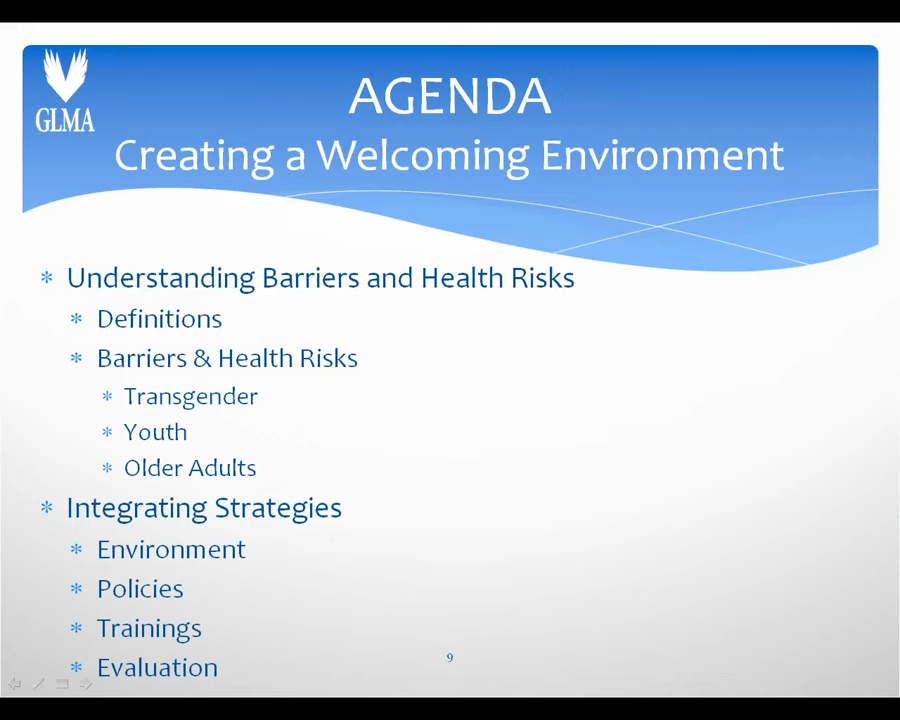 GLMA
AGENDA
Creating a Welcoming Environment
* Understanding Barriers and Health Risks
* Definitions
* Barriers & Health Risks
* Transgender
* Youth
* Older Adults
* Integrating Strategies
* Environment
* Policies
* Trainings
* Evaluation
9